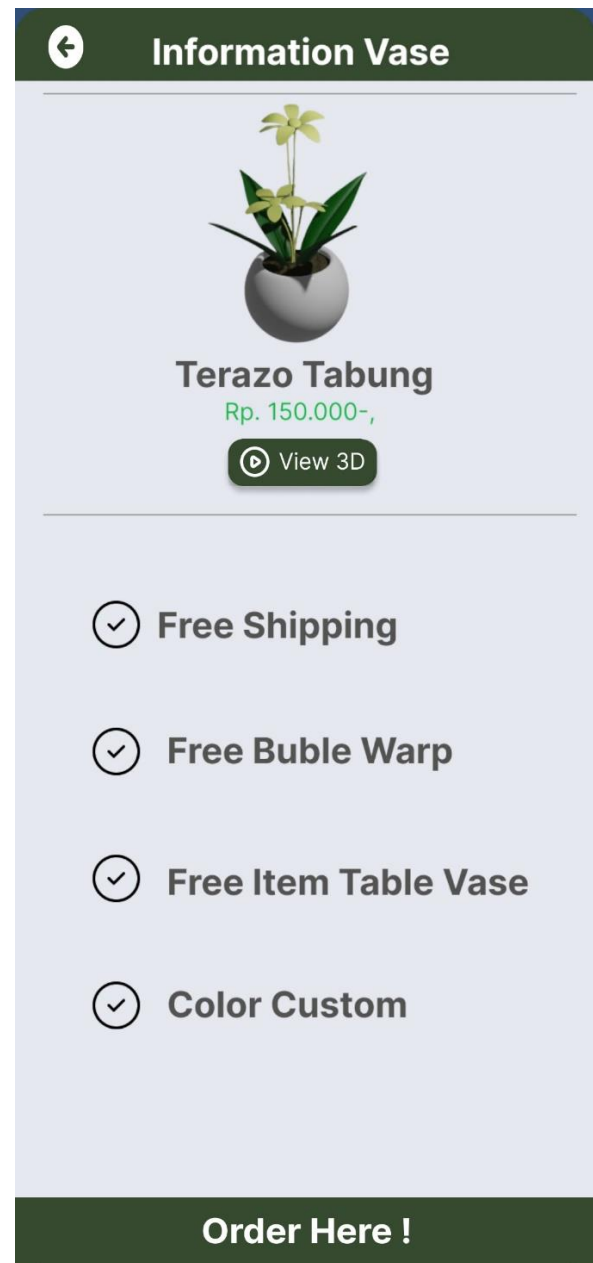 Information Vase
Terazo Tabung
Rp. 150.000-,
View 3D
Free Shipping
Free Buble Warp
Free Item Table Vase
Color Custom
Order Here !